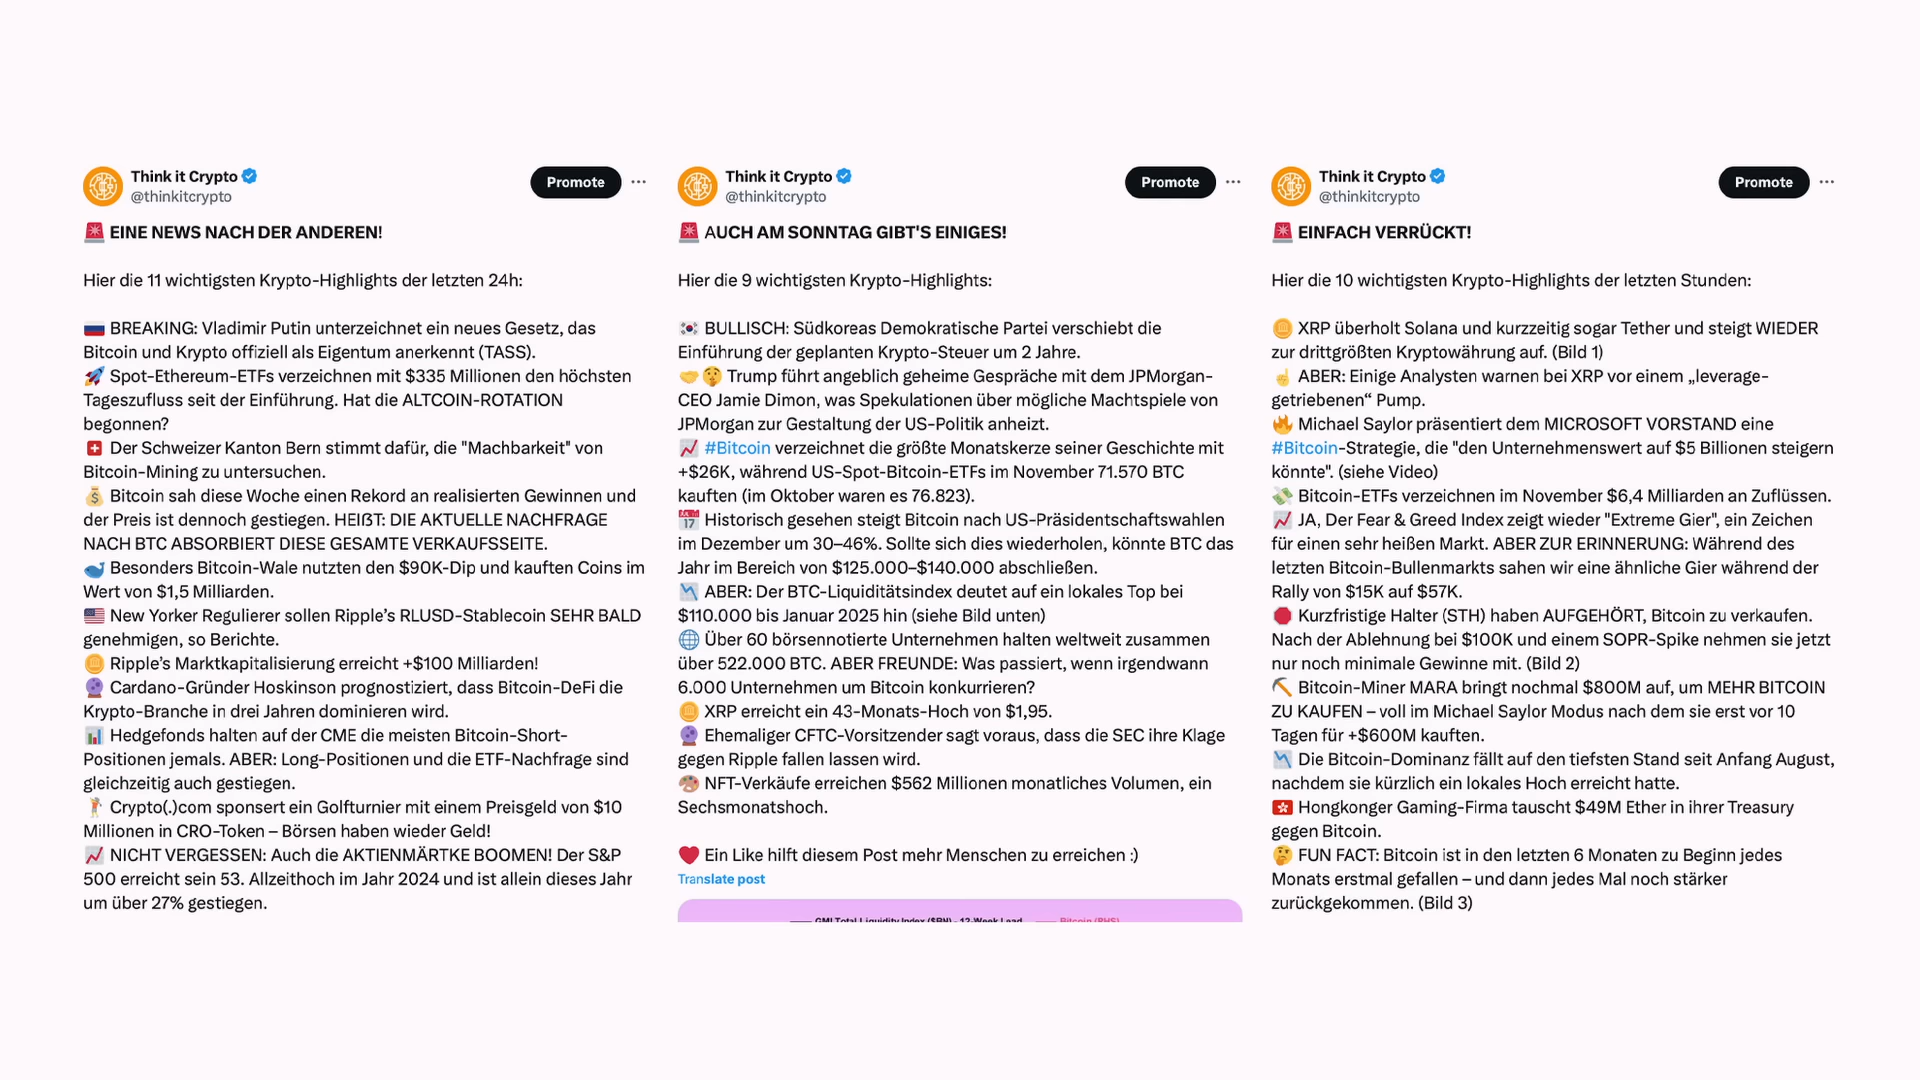 Think it Crypto
@thinkitcrypto
Promote
EINE NEWS NACH DER ANDEREN!
Hier die 11 wichtigsten Krypto-Highlights der letzten 24h:
BREAKING: Vladimir Putin unterzeichnet ein neues Gesetz, das
Bitcoin und Krypto offiziell als Eigentum anerkennt (TASS).
Spot-Ethereum-ETFs verzeichnen mit $335 Millionen den höchsten
Tageszufluss seit der Einführung. Hat die ALTCOIN-ROTATION
begonnen?
Der Schweizer Kanton Bern stimmt dafür, die "Machbarkeit" von
Bitcoin-Mining zu untersuchen.
Bitcoin sah diese Woche einen Rekord an realisierten Gewinnen und
der Preis ist dennoch gestiegen. HEIẞT: DIE AKTUELLE NACHFRAGE
NACH BTC ABSORBIERT DIESE GESAMTE VERKAUFSSEITE.
Besonders Bitcoin-Wale nutzten den $90K-Dip und kauften Coins im
Wert von $1,5 Milliarden.
New Yorker Regulierer sollen Ripple’s RLUSD-Stablecoin SEHR BALD
genehmigen, so Berichte.
Ripple’s Marktkapitalisierung erreicht +$100 Milliarden!
Cardano-Gründer Hoskinson prognostiziert, dass Bitcoin-DeFi die
Krypto-Branche in drei Jahren dominieren wird.
Hedgefonds halten auf der CME die meisten Bitcoin-Short-
Positionen jemals. ABER: Long-Positionen und die ETF-Nachfrage sind
gleichzeitig auch gestiegen.
Crypto(.)com sponsert ein Golfturnier mit einem Preisgeld von $10
Millionen in CRO-Token – Börsen haben wieder Geld!
NICHT VERGESSEN: Auch die AKTIENMÄRTKE BOOMEN! Der S&P
500 erreicht sein 53. Allzeithoch im Jahr 2024 und ist allein dieses Jahr
um über 27% gestiegen.
Think it Crypto
@thinkitcrypto
Promote
AUCH AM SONNTAG GIBT'S EINIGES!
Hier die 9 wichtigsten Krypto-Highlights:
BULLISCH: Südkoreas Demokratische Partei verschiebt die
Einführung der geplanten Krypto-Steuer um 2 Jahre.
Trump führt angeblich geheime Gespräche mit dem JPMorgan-
CEO Jamie Dimon, was Spekulationen über mögliche Machtspiele von
JPMorgan zur Gestaltung der US-Politik anheizt.
#Bitcoin verzeichnet die größte Monatskerze seiner Geschichte mit
+$26K, während US-Spot-Bitcoin-ETFs im November 71.570 BTC
kauften (im Oktober waren es 76.823).
Historisch gesehen steigt Bitcoin nach US-Präsidentschaftswahlen
im Dezember um 30–46%. Sollte sich dies wiederholen, könnte BTC das
Jahr im Bereich von $125.000–$140.000 abschließen.
ABER: Der BTC-Liquiditätsindex deutet auf ein lokales Top bei
$110.000 bis Januar 2025 hin (siehe Bild unten)
Über 60 börsennotierte Unternehmen halten weltweit zusammen
über 522.000 BTC. ABER FREUNDE: Was passiert, wenn irgendwann
6.000 Unternehmen um Bitcoin konkurrieren?
XRP erreicht ein 43-Monats-Hoch von $1,95.
Ehemaliger CFTC-Vorsitzender sagt voraus, dass die SEC ihre Klage
gegen Ripple fallen lassen wird.
NFT-Verkäufe erreichen $562 Millionen monatliches Volumen, ein
Sechsmonatshoch.
Ein Like hilft diesem Post mehr Menschen zu erreichen :)
Translate post
GMI Total Liquidity Index ($BN) - 12-Week Lead Bitcoin (RHS)
Think it Crypto
@thinkitcrypto
Promote
EINFACH VERRÜCKT!
Hier die 10 wichtigsten Krypto-Highlights der letzten Stunden:
XRP überholt Solana und kurzzeitig sogar Tether und steigt WIEDER
zur drittgrößten Kryptowährung auf. (Bild 1)
ABER: Einige Analysten warnen bei XRP vor einem „leverage-
getriebenen“ Pump.
Michael Saylor präsentiert dem MICROSOFT VORSTAND eine
#Bitcoin-Strategie, die "den Unternehmenswert auf $5 Billionen steigern
könnte". (siehe Video)
Bitcoin-ETFs verzeichnen im November $6,4 Milliarden an Zuflüssen.
JA, Der Fear & Greed Index zeigt wieder "Extreme Gier", ein Zeichen
für einen sehr heißen Markt. ABER ZUR ERINNERUNG: Während des
letzten Bitcoin-Bullenmarkts sahen wir eine ähnliche Gier während der
Rally von $15K auf $57K.
Kurzfristige Halter (STH) haben AUFGEHÖRT, Bitcoin zu verkaufen.
Nach der Ablehnung bei $100K und einem SOPR-Spike nehmen sie jetzt
nur noch minimale Gewinne mit. (Bild 2)
Bitcoin-Miner MARA bringt nochmal $800M auf, um MEHR BITCOIN
ZU KAUFEN – voll im Michael Saylor Modus nach dem sie erst vor 10
Tagen für +$600M kauften.
Die Bitcoin-Dominanz fällt auf den tiefsten Stand seit Anfang August,
nachdem sie kürzlich ein lokales Hoch erreicht hatte.
Hongkonger Gaming-Firma tauscht $49M Ether in ihrer Treasury
gegen Bitcoin.
FUN FACT: Bitcoin ist in den letzten 6 Monaten zu Beginn jedes
Monats erstmal gefallen – und dann jedes Mal noch stärker
zurückgekommen. (Bild 3)